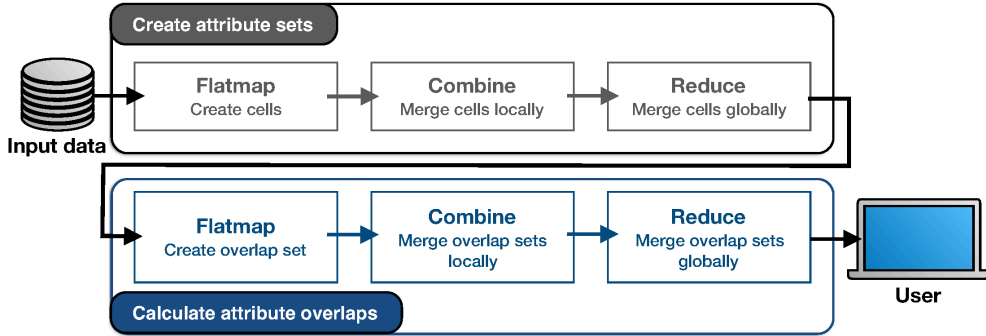 Create attribute sets
Flatmap
Create cells
Combine
Merge cells locally
Reduce
Merge cells globally
Input data
Flatmap
Create overlap set
Combine
Merge overlap sets
locally
Reduce
Merge overlap sets
globally
User
Calculate attribute overlaps